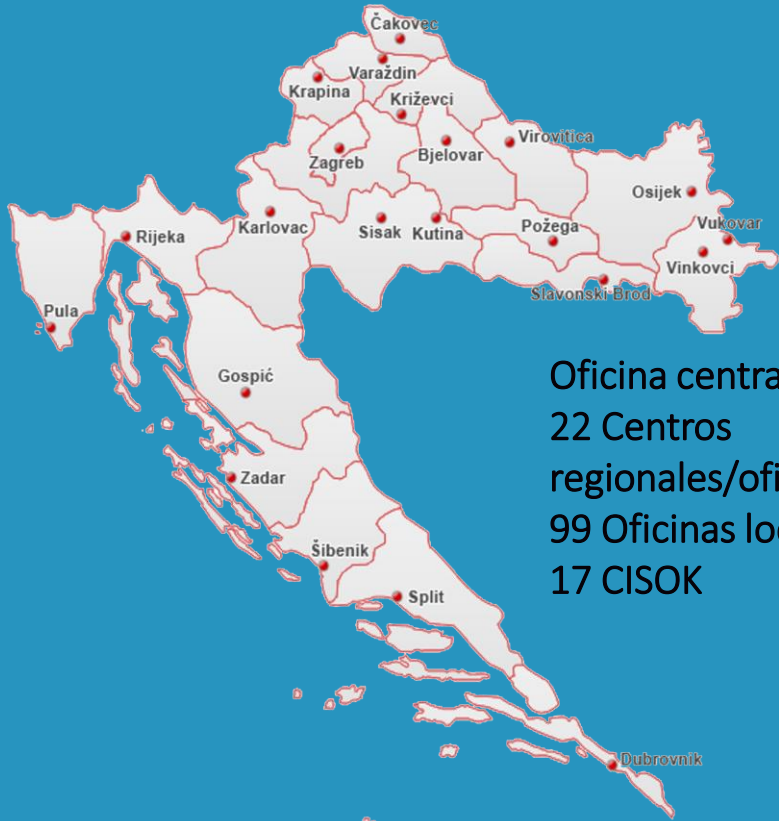 Čakovec
Varaždin
Krapina
Križevci
Virovitica
Zagreb
Bjelovar
Osijek
Karlovac
Sisak
Kutina
Požega
Vukovar
Rijeka
Vinkovci
Slavonski Brod
Pula
Gospić
Zadar
Šibenik
Split
Dubrovnik
Oficina
22 Centros
99 Oficinas
17 CISOK